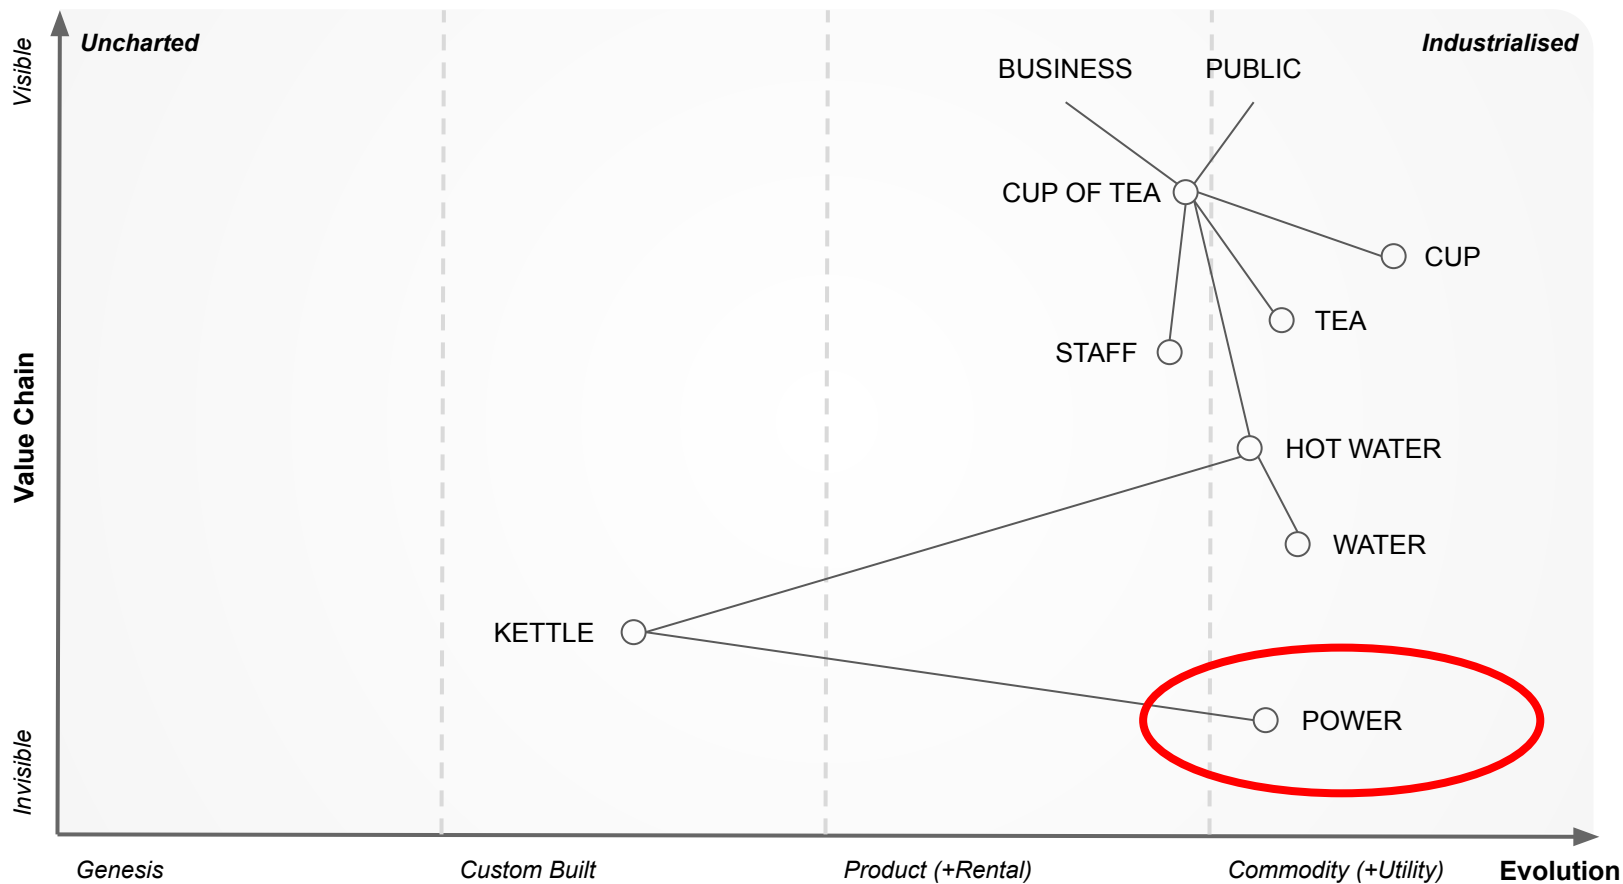 Visible
Uncharted
Industrialised
BUSINESS
PUBLIC
CUP OF TEA
CUP
TEA
STAFF
Value Chain
HOT WATER
WATER
KETTLE
POWER
Invisible
Genesis
Custom Built
Product (+Rental)
Commodity (+Utility)
Evolution